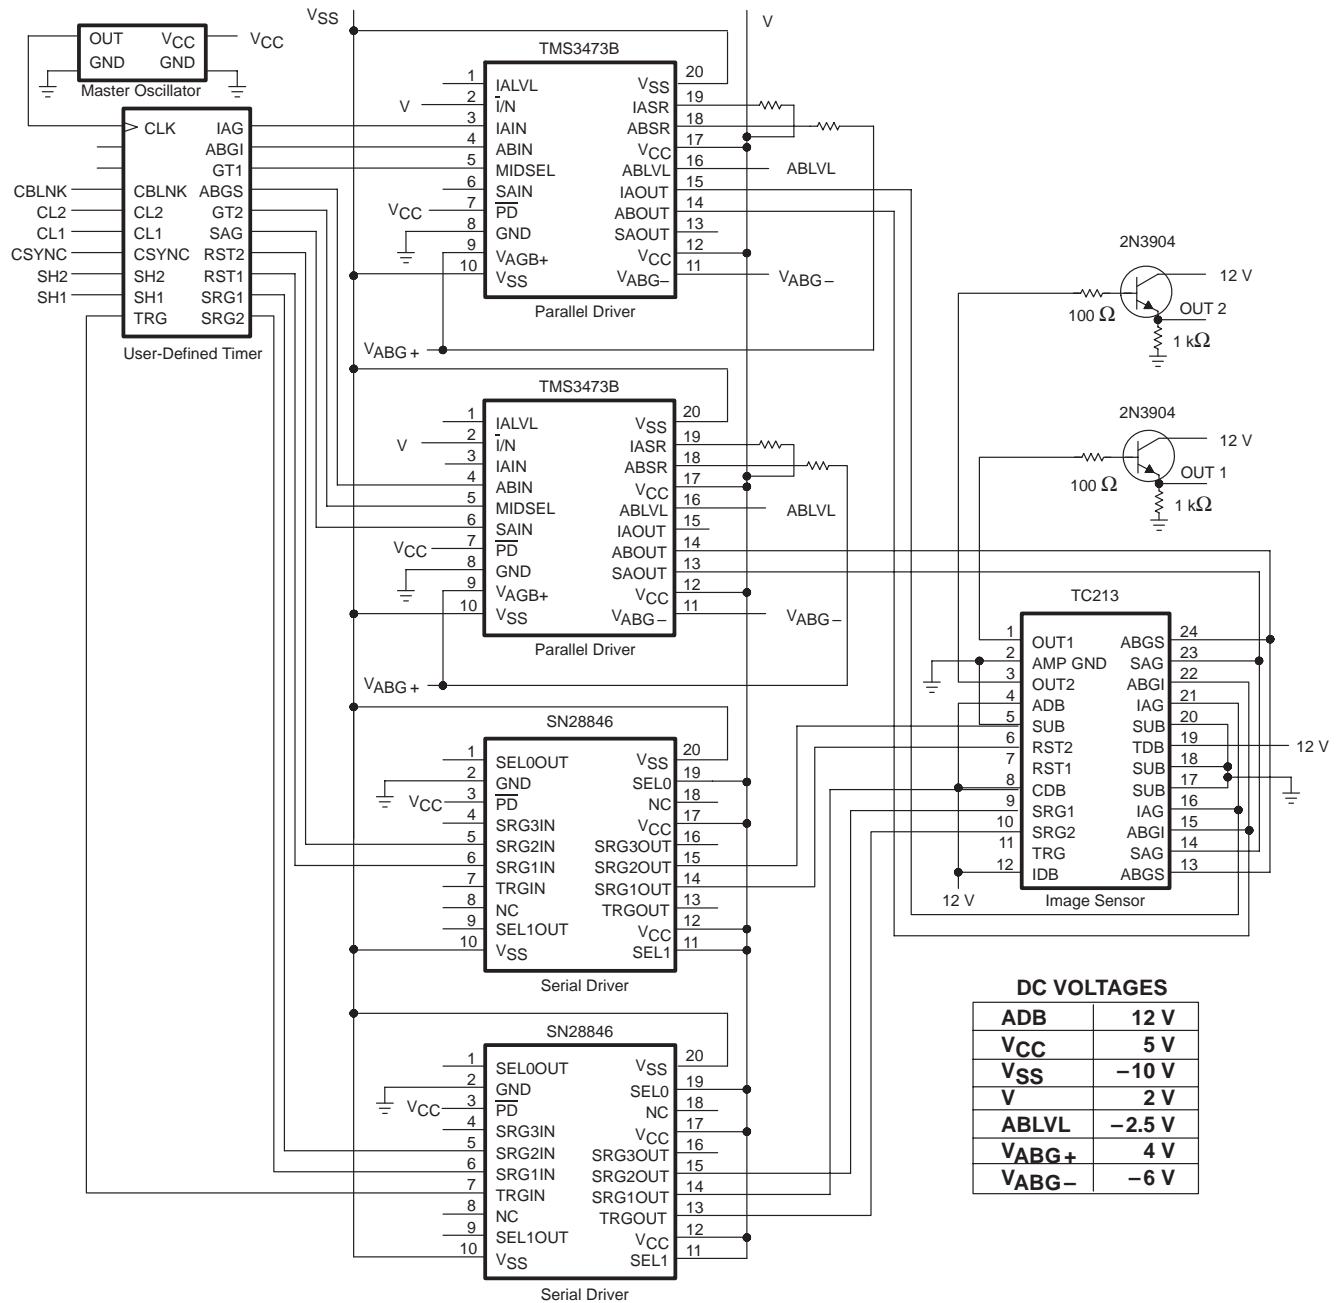 VSS
V
OUT VCC
GND GND
VCC
Master Oscillator
CLK IAG
ABGI
GT1
CBLNK CBLNK ABGS
CL2 CL2 GT2
CL1 CL1 SAG
CSYNC CSYNC RST2
SH2 SH2 RST1
SH1 SH1 SRG1
TRG SRG2
User-Defined Timer
TMS3473B
1 IALVL VSS 20
V 2 I/N IASR 19
3 IAIN ABSR 18
4 ABIN VCC 17
5 MIDSEL ABLVL 16 ABLVL
6 SAIN IAOUT 15
VCC 7 PD ABOUT 14
8 GND SAOUT 13
9 VAGB+ VCC 12
10 VSS VABG– 11 VABG–
Parallel Driver
VABG+
TMS3473B
1 IALVL VSS 20
V 2 I/N IASR 19
3 IAIN ABSR 18
4 ABIN VCC 17
5 MIDSEL ABLVL 16 ABLVL
6 SAIN IAOUT 15
VCC 7 PD ABOUT 14
8 GND SAOUT 13
9 VAGB+ VCC 12
10 VSS VABG– 11 VABG–
Parallel Driver
VABG+
SN28846
1 SEL0OUT VSS 20
2 GND SEL0 19
VCC 3 PD NC 18
4 SRG3IN VCC 17
5 SRG2IN SRG3OUT 16
6 SRG1IN SRG2OUT 15
7 TRGIN SRG1OUT 14
8 NC TRGOUT 13
9 SEL1OUT VCC 12
10 VSS SEL1 11
Serial Driver
SN28846
1 SEL0OUT VSS 20
2 GND SEL0 19
VCC 3 PD NC 18
4 SRG3IN VCC 17
5 SRG2IN SRG3OUT 16
6 SRG1IN SRG2OUT 15
7 TRGIN SRG1OUT 14
8 NC TRGOUT 13
9 SEL1OUT VCC 12
10 VSS SEL1 11
Serial Driver
2N3904
12 V
OUT 2
100 Ω
1 kΩ
2N3904
12 V
OUT 1
100 Ω
1 kΩ
TC213
1 OUT1 ABGS 24
2 AMP GND SAG 23
3 OUT2 ABGI 22
4 ADB IAG 21
5 SUB SUB 20
6 RST2 TDB 19 12 V
7 RST1 SUB 18
8 CDB SUB 17
9 SRG1 IAG 16
10 SRG2 ABGI 15
11 TRG SAG 14
12 IDB ABGS 13
12 V
Image Sensor
DC VOLTAGES
ADB 12 V
VCC 5 V
VSS –10 V
V 2 V
ABLVL –2.5 V
VABG+ 4 V
VABG– –6 V